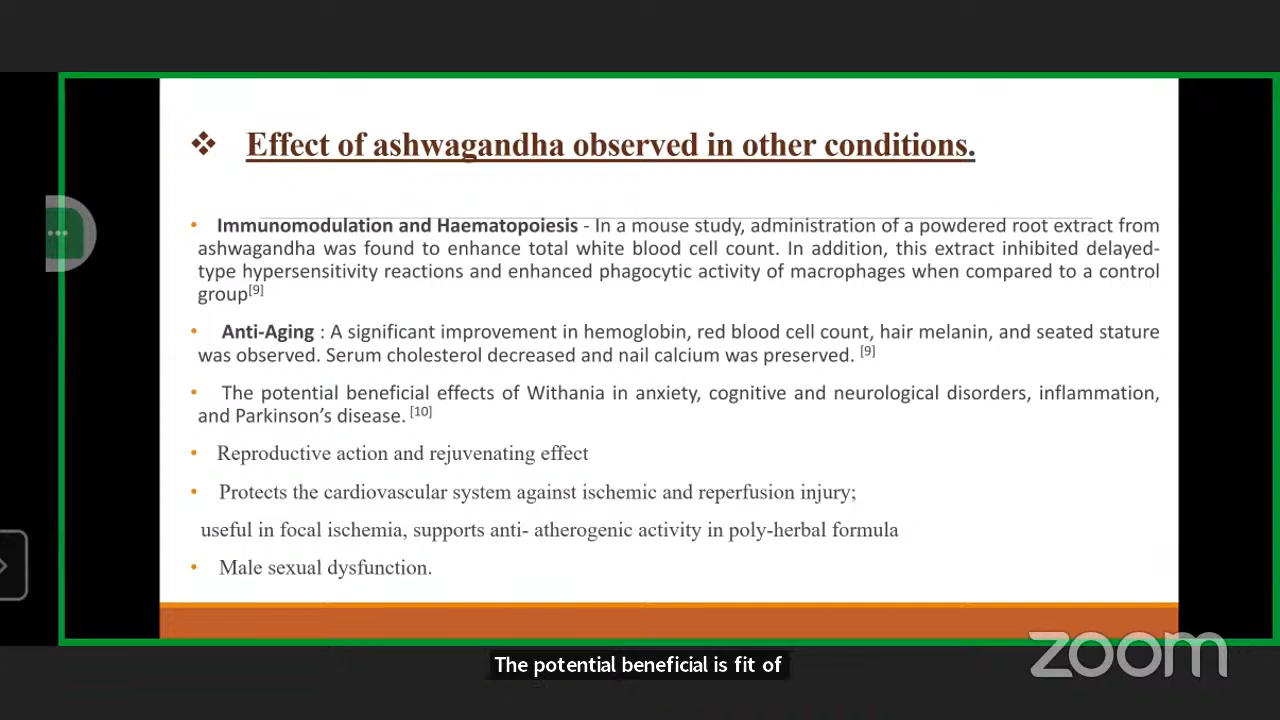 ❖ Effect of ashwagandha observed in other conditions.
• Immunomodulation and Haematopoiesis - In a mouse study, administration of a powdered root extract from
ashwagandha was found to enhance total white blood cell count. In addition, this extract inhibited delayed-
type hypersensitivity reactions and enhanced phagocytic activity of macrophages when compared to a control
group[9]
• Anti-Aging : A significant improvement in hemoglobin, red blood cell count, hair melanin, and seated stature
was observed. Serum cholesterol decreased and nail calcium was preserved. [9]
• The potential beneficial effects of Withania in anxiety, cognitive and neurological disorders, inflammation,
and Parkinson’s disease. [10]
• Reproductive action and rejuvenating effect
• Protects the cardiovascular system against ischemic and reperfusion injury;
useful in focal ischemia, supports anti- atherogenic activity in poly-herbal formula
• Male sexual dysfunction.
zoom
The potential beneficial is fit of